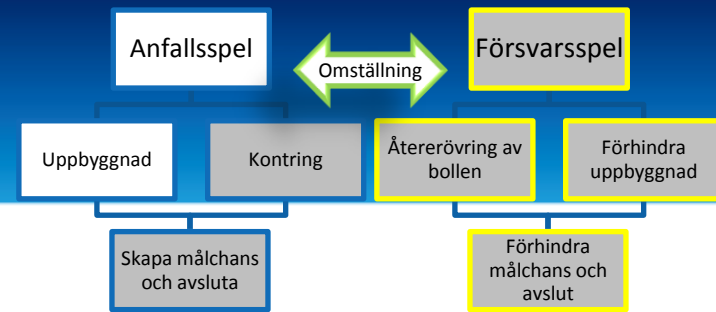 Anfallsspel
Omställning
Försvarsspel
Uppbyggnad
Kontring
Återerövring av
bollen
Förhindra
uppbyggnad
Skapa målchans
och avsluta
Förhindra
målchans och
avslut